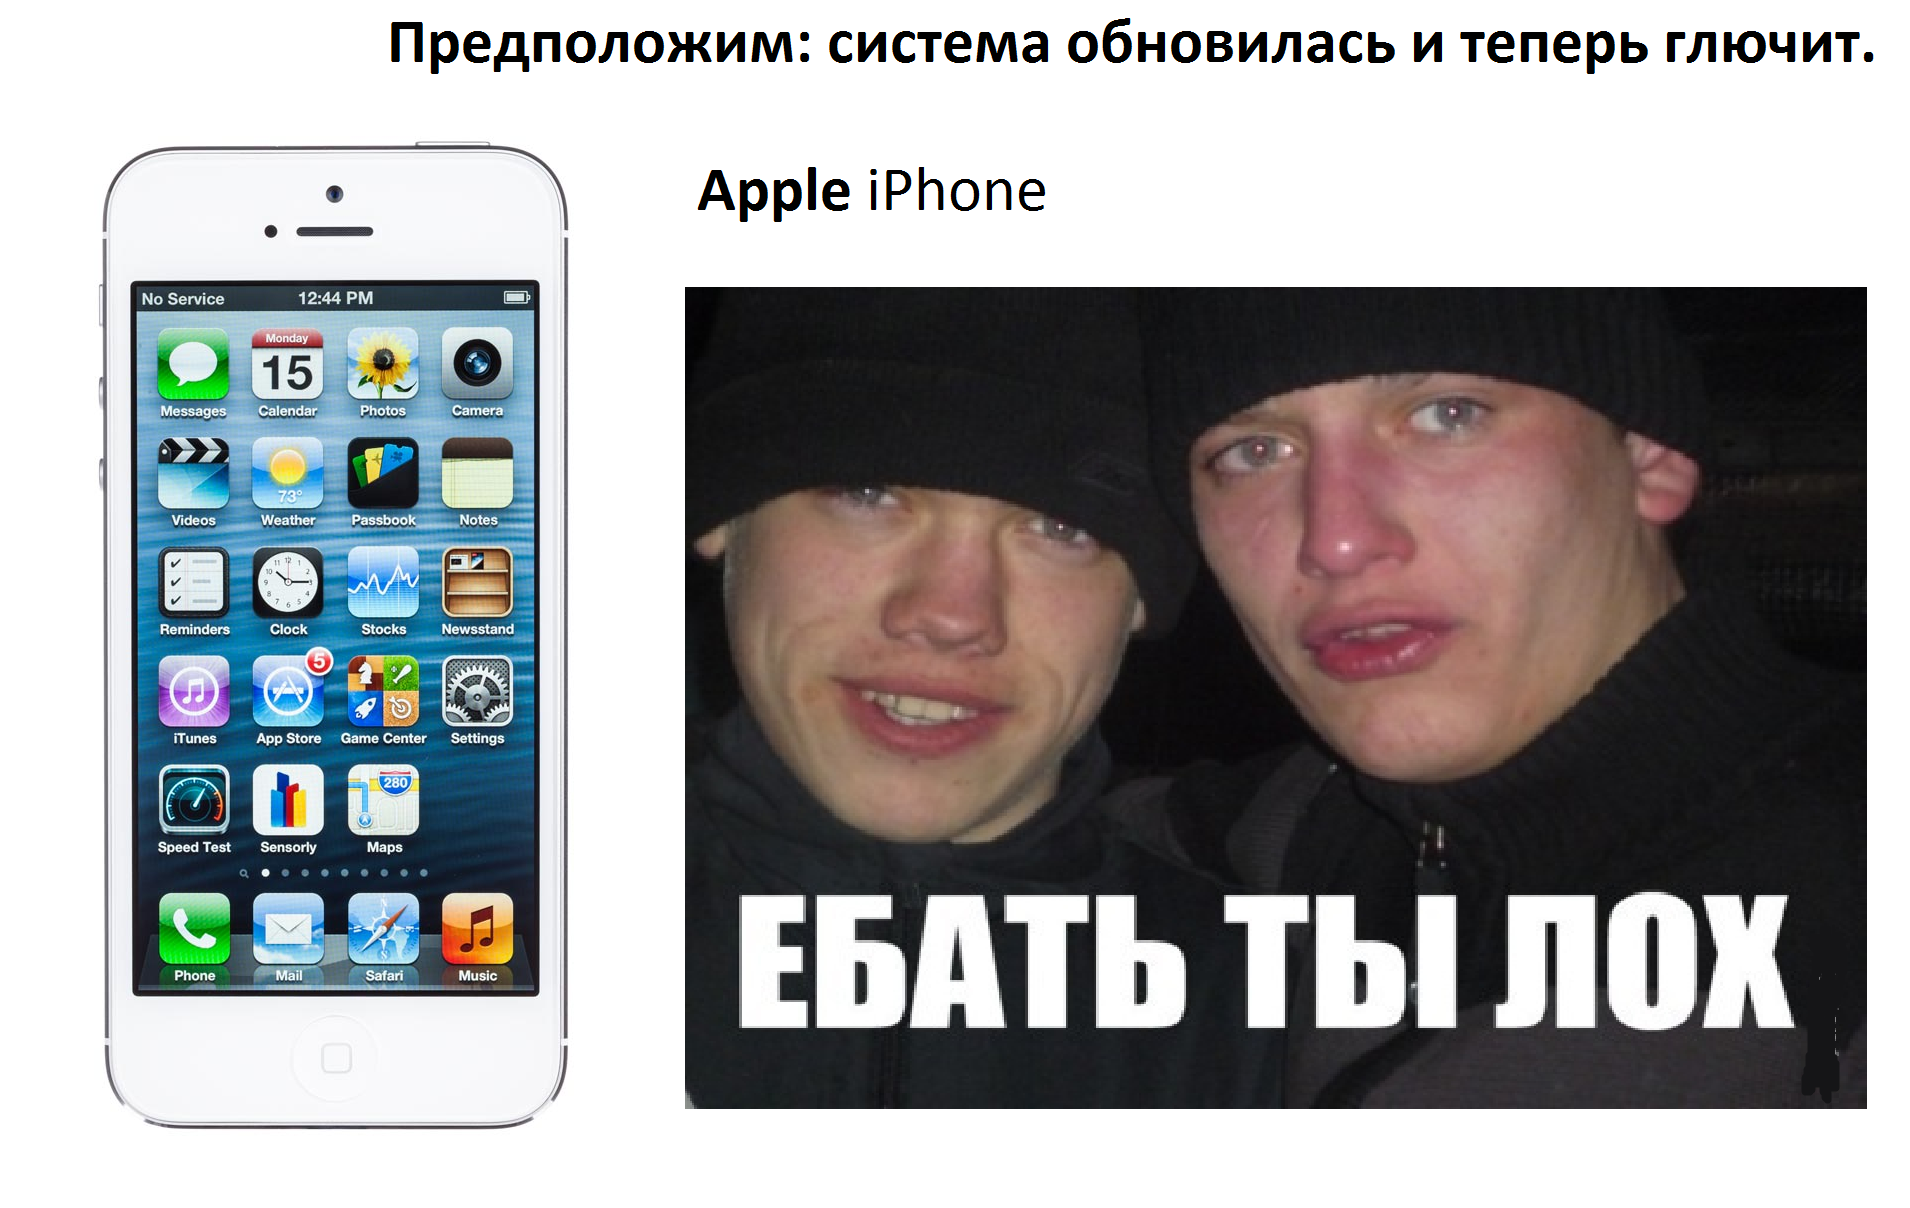 Предположим: система обновилась и теперь глючит.
Apple iPhone
No Service 12:44 PM
Monday
15
Messages Calendar Photos Camera
73°
Videos Weather Passbook Notes
Reminders Clock Stocks Newsstand
5
iTunes App Store Game Center Settings
280
Speed Test Sensorly Maps
Phone Mail Safari Music
ЕБАТЬ ТЫ ЛОХ